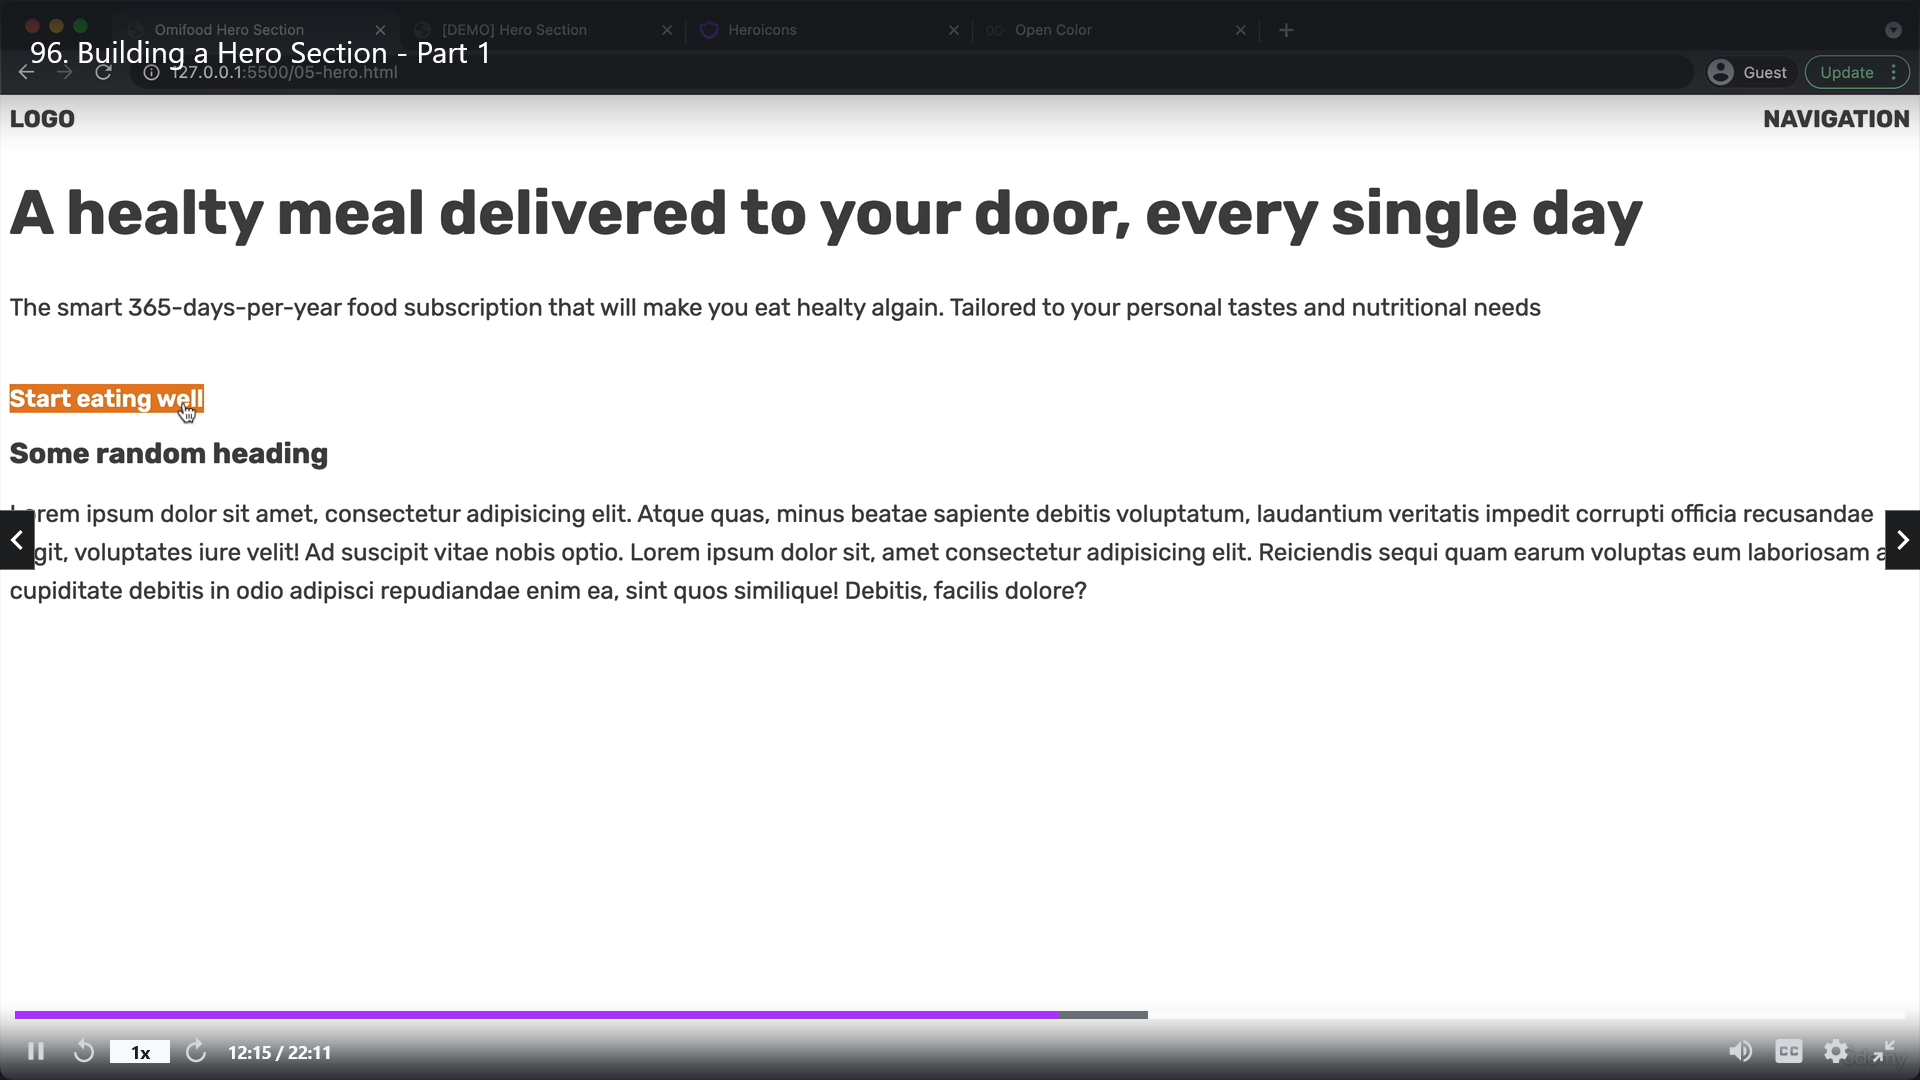 Omifood Hero Section
[DEMO] Hero Section
Heroicons
Open Color
96. Building a Hero Section - Part 1
127.0.0.1:5500/05-hero.html
Guest
Update
LOGO
NAVIGATION
A healty meal delivered to your door, every single day
The smart 365-days-per-year food subscription that will make you eat healty algain. Tailored to your personal tastes and nutritional needs
Start eating well
Some random heading
Lorem ipsum dolor sit amet, consectetur adipisicing elit. Atque quas, minus beatae sapiente debitis voluptatum, laudantium veritatis impedit corrupti officia recusandae
git, voluptates iure velit! Ad suscipit vitae nobis optio. Lorem ipsum dolor sit, amet consectetur adipisicing elit. Reiciendis sequi quam earum voluptas eum laboriosam
cupiditate debitis in odio adipisci repudiandae enim ea, sint quos similique! Debitis, facilis dolore?
1x
12:15 / 22:11
CC